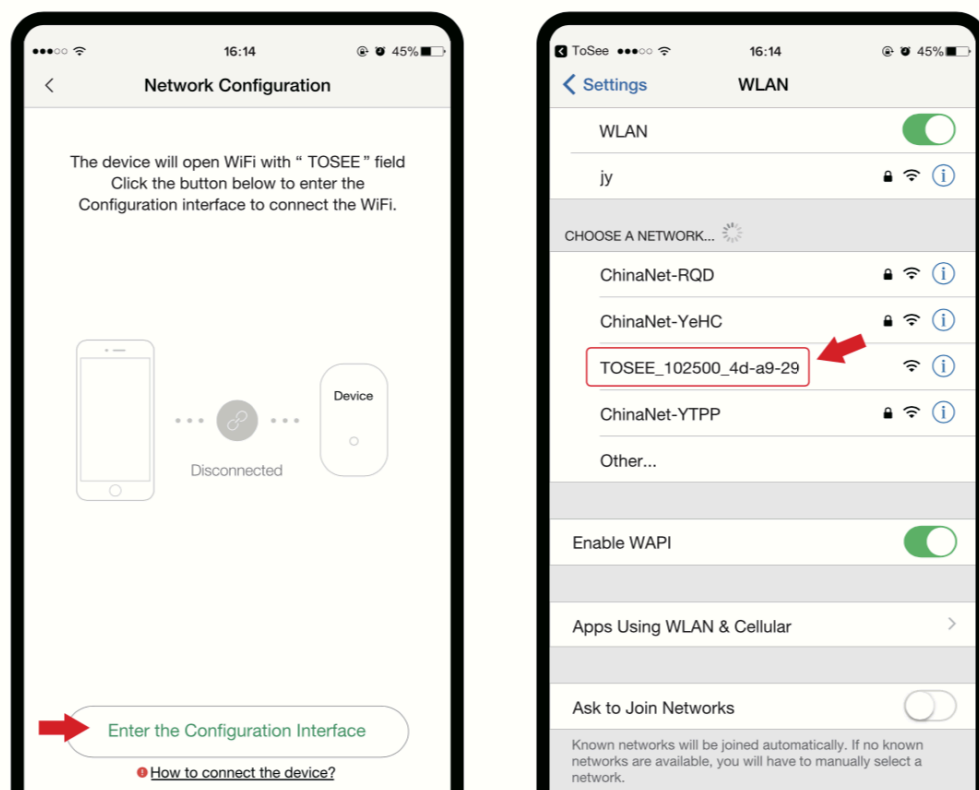 16:14
45%
Network Configuration
The device will open WiFi with “ TOSEE ” field
Click the button below to enter the
Configuration interface to connect the WiFi.
Device
Disconnected
Enter the Configuration Interface
How to connect the device?
ToSee
16:14
45%
Settings
WLAN
WLAN
jy
CHOOSE A NETWORK...
ChinaNet-RQD
ChinaNet-YeHC
TOSEE_102500_4d-a9-29
ChinaNet-YTPP
Other...
Enable WAPI
Apps Using WLAN & Cellular
Ask to Join Networks
Known networks will be joined automatically. If no known
networks are available, you will have to manually select a
network.